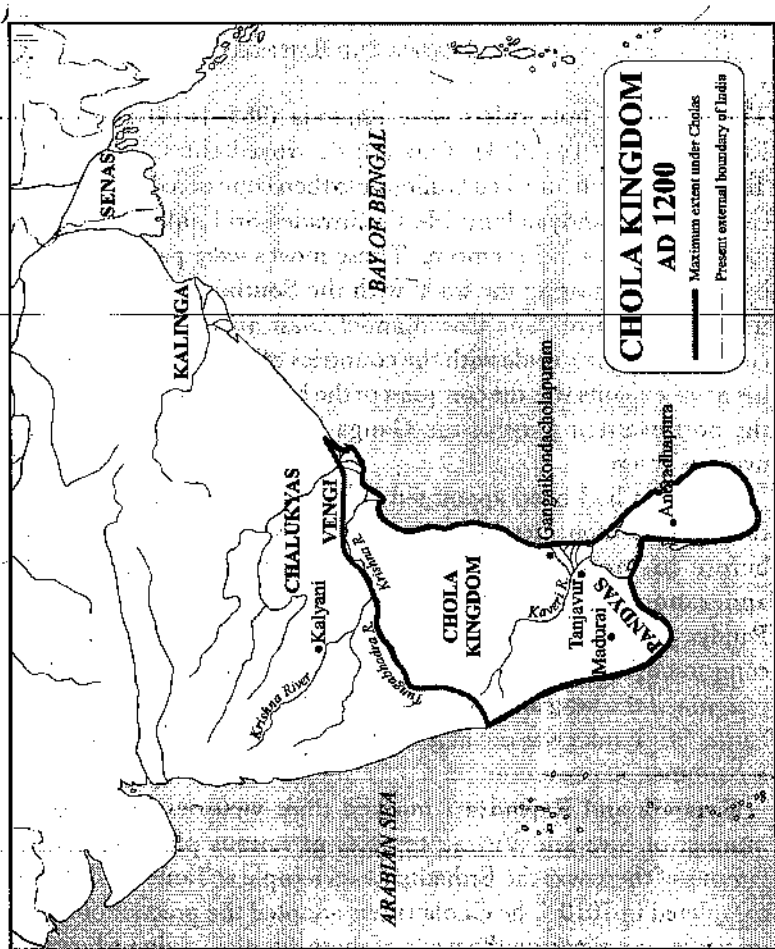 CHOLA KINGDOM
AD 1200
Maximum extent under Cholas
Present external boundary of India
SENAS
KALINGA
BAY OF BENGAL
CHALUKYAS
VENGI
Kalyani
Krishna River
Krishna R.
Tungabhadra R.
CHOLA
KINGDOM
Gangaikondacholapuram
Kaveri R.
Tanjavur
Madurai
PANDYAS
Anuradhapura
ARABIAN SEA